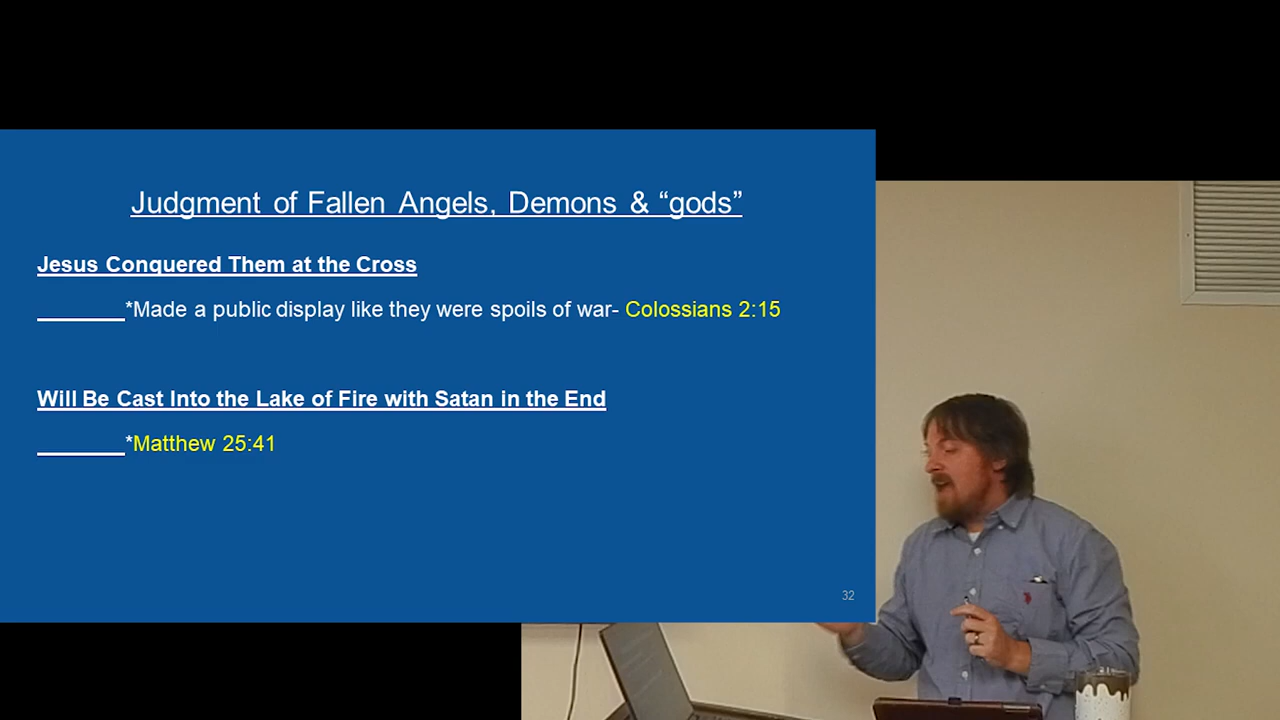 Judgment of Fallen Angels, Demons & “gods”
Jesus Conquered Them at the Cross
_______*Made a public display like they were spoils of war- Colossians 2:15
Will Be Cast Into the Lake of Fire with Satan in the End
_______*Matthew 25:41
32